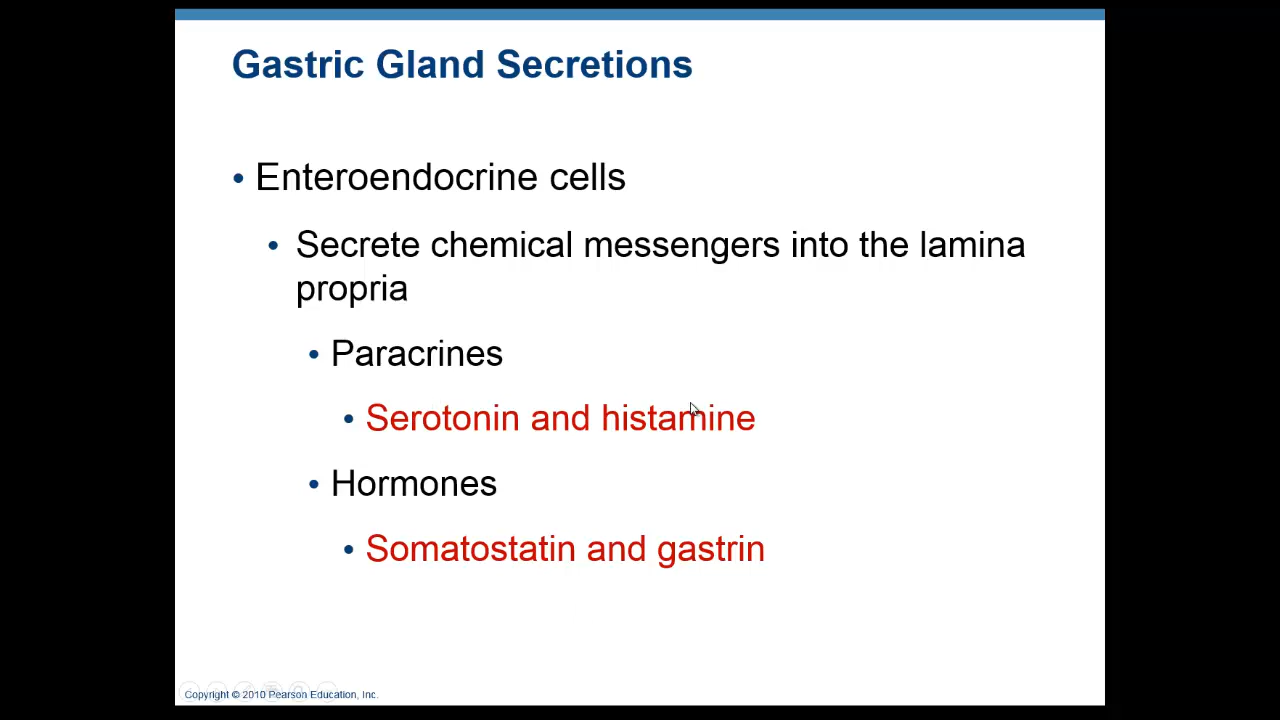 Gastric Gland Secretions
• Enteroendocrine cells
• Secrete chemical messengers into the lamina
propria
• Paracrines
• Serotonin and histamine
• Hormones
• Somatostatin and gastrin
Copyright © 2010 Pearson Education, Inc.